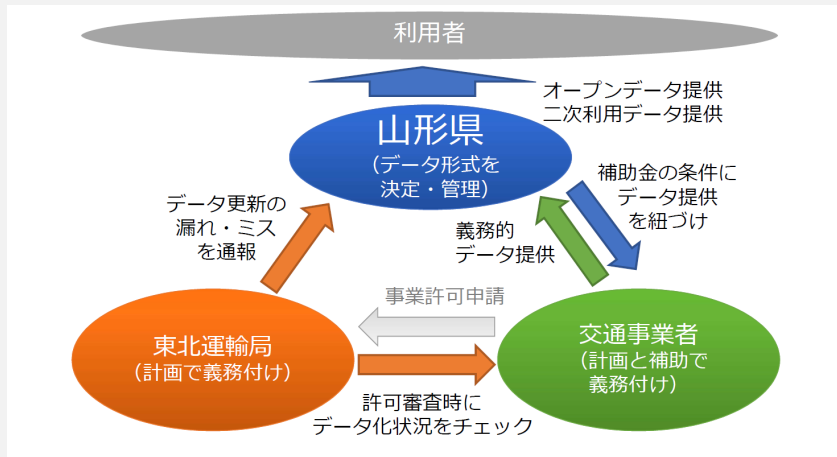 利用者
オープンデータ提供
二次利用データ提供
山形県
（データ形式を
決定・管理）
補助金の条件に
データ提供
を紐づけ
データ更新の
漏れ・ミス
を通報
義務的
データ提供
事業許可申請
東北運輸局
（計画で義務付け）
交通事業者
（計画と補助で
義務付け）
許可審査時に
データ化状況をチェック